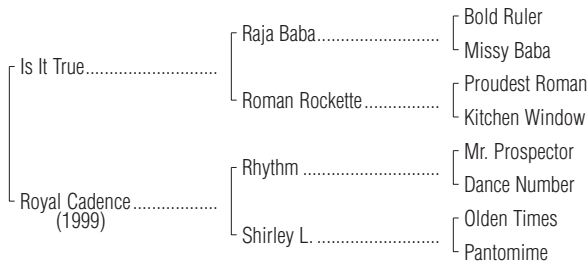 Bold Ruler
Raja Baba
Missy Baba
Is It True
Proudest Roman
Roman Rockette
Kitchen Window
Mr. Prospector
Rhythm
Dance Number
Royal Cadence
(1999)
Olden Times
Shirley L.
Pantomime